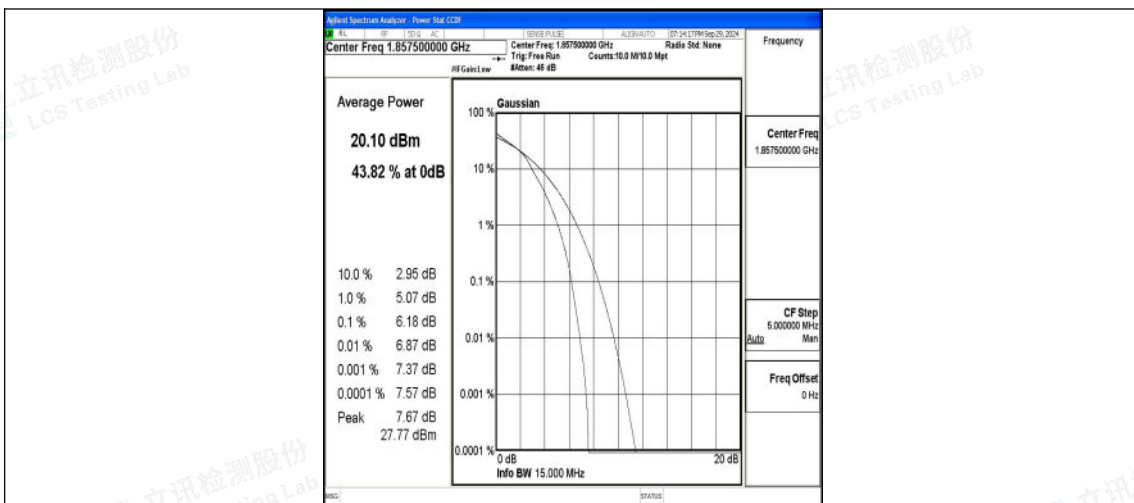 Agilent Spectrum Analyzer - Power Stat CCDF
RL RF 50 Ω AC SENSE:PULSE ALIGNAUTO 07:14:17PM Sep 29, 2024
Center Freq 1.857500000 GHz
Center Freq: 1.857500000 GHz
Radio Std: None
Trig: Free Run
Counts:10.0 M/10.0 Mpt
#IFGain:Low
#Atten: 46 dB
Frequency
Average Power
20.10 dBm
43.82 % at 0dB
10.0 % 2.95 dB
1.0 % 5.07 dB
0.1 % 6.18 dB
0.01 % 6.87 dB
0.001 % 7.37 dB
0.0001 % 7.57 dB
Peak 7.67 dB
27.77 dBm
Gaussian
100 %
10 %
1 %
0.1 %
0.01 %
0.001 %
0.0001 %
0 dB
20 dB
Info BW 15.000 MHz
Center Freq
1.857500000 GHz
CF Step
5.000000 MHz
Auto Man
Freq Offset
0 Hz
MSG
STATUS
立讯检测股份
LCS Testing Lab
立讯检测股份
LCS Testing Lab
立讯检测股份